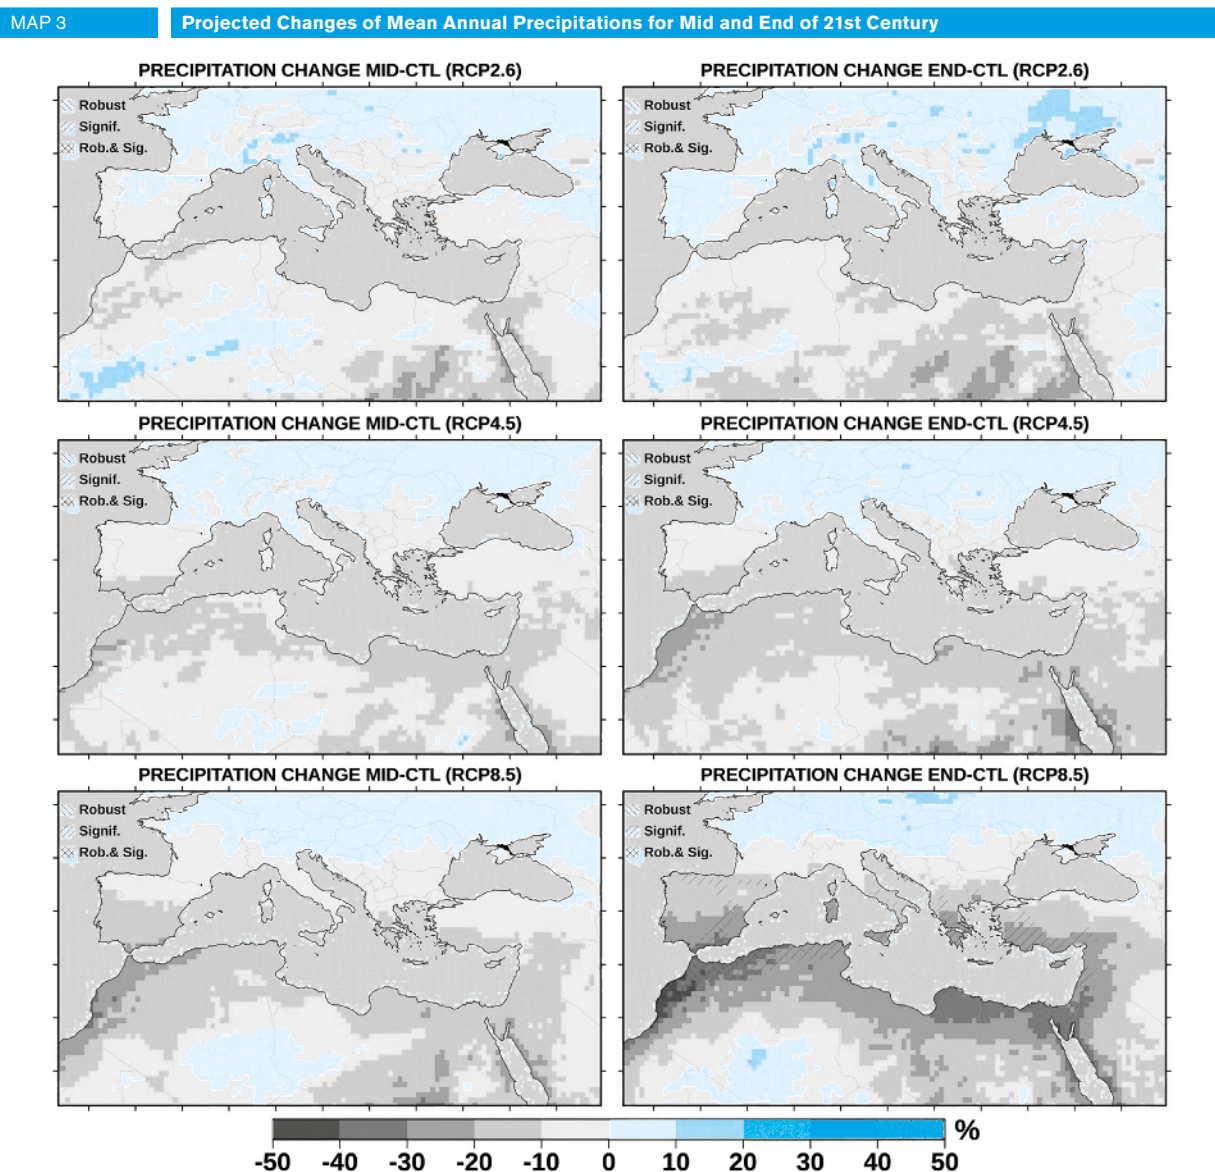 MAP 3
Projected Changes of Mean Annual Precipitations for Mid and End of 21st Century
PRECIPITATION CHANGE MID-CTL (RCP2.6)
Robust
Signif.
Rob.& Sig.
PRECIPITATION CHANGE END-CTL (RCP2.6)
Robust
Signif.
Rob.& Sig.
PRECIPITATION CHANGE MID-CTL (RCP4.5)
Robust
Signif.
Rob.& Sig.
PRECIPITATION CHANGE END-CTL (RCP4.5)
Robust
Signif.
Rob.& Sig.
PRECIPITATION CHANGE MID-CTL (RCP8.5)
Robust
Signif.
Rob.& Sig.
PRECIPITATION CHANGE END-CTL (RCP8.5)
Robust
Signif.
Rob.& Sig.
%
-50 -40 -30 -20 -10 0 10 20 30 40 50